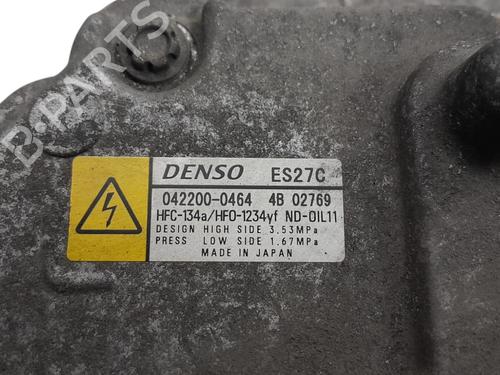 B-PARTS
DENSO ES27C
042200-0464 4B 02769
HFC-134a/HFO-1234yf ND-OIL11
DESIGN HIGH SIDE 3.53MPa
PRESS LOW SIDE 1.67MPa
MADE IN JAPAN